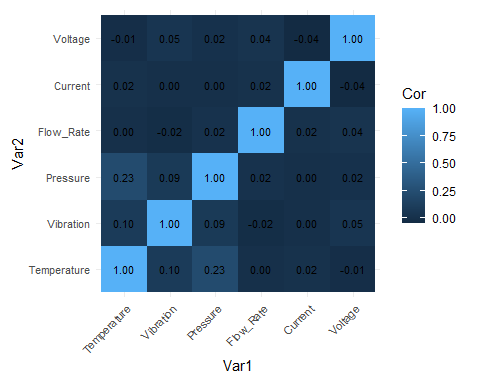 Var2
Voltage -0.01 0.05 0.02 0.04 -0.04 1.00
Current 0.02 0.00 0.00 0.02 1.00 -0.04
Flow_Rate 0.00 -0.02 0.02 1.00 0.02 0.04
Pressure 0.23 0.09 1.00 0.02 0.00 0.02
Vibration 0.10 1.00 0.09 -0.02 0.00 0.05
Temperature 1.00 0.10 0.23 0.00 0.02 -0.01
Temperature Vibration Pressure Flow_Rate Current Voltage
Var1
Cor
1.00
0.75
0.50
0.25
0.00